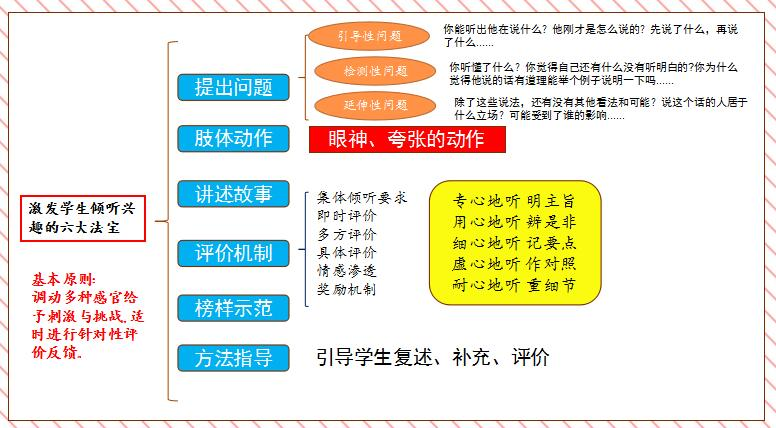 引导性问题
你能听出他在说什么？他刚才是怎么说的？先说了什么，再说
了什么......
检测性问题
你听懂了什么？你觉得自己还有什么没有听明白的?你为什么
觉得他说的话有道理能举个例子说明一下吗......
延伸性问题
除了这些说法，还有没有其他看法和可能？说这个话的人居于
什么立场？可能受到了谁的影响......
提出问题
肢体动作
眼神、夸张的动作
讲述故事
评价机制
榜样示范
方法指导
激发学生倾听兴
趣的六大法宝
基本原则:
调动多种感官给
予刺激与挑战,适
时进行针对性评
价反馈。
集体倾听要求
即时评价
多方评价
具体评价
情感渗透
奖励机制
专心地听 明主旨
用心地听 辨是非
细心地听 记要点
虚心地听 作对照
耐心地听 重细节
引导学生复述、补充、评价